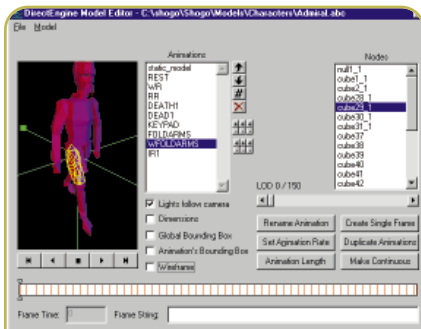 DirectEngine Model Editor - C:\shogo\Shogo\Models\Characters\Admiral.abc
File Model
Animations
static_model
REST
WR
RR
DEATH1
DEAD1
KEYPAD
FOLDARMS
WFOLDARMS
IR1
#
Nodes
null1_1
cube1_1
cube2_1
cube28_1
cube29_1
cube30_1
cube31_1
cube37
cube38
cube39
cube40
cube41
cube42
LOD 0 / 150
Lights follow camera
Dimensions
Global Bounding Box
Animation's Bounding Box
Wireframe
Rename Animation
Create Single Frame
Set Agimation Rate
Duplicate Animations
Animation Length
Make Continuous
Frame Time:
Frame String: